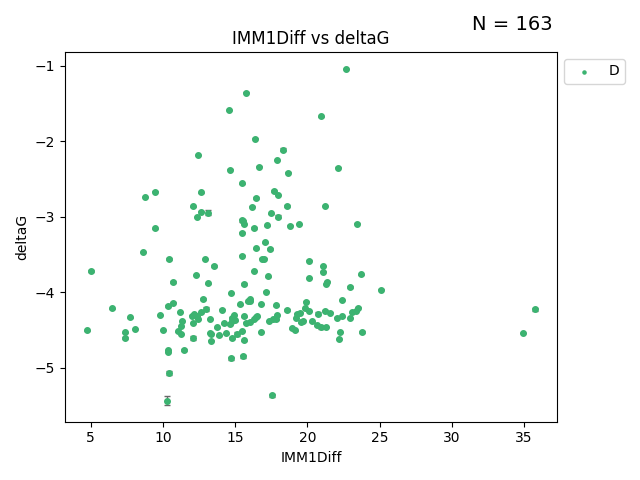 N = 163
IMM1Diff vs deltaG
D
−1
−2
−3
−4
−5
deltaG
5 10 15 20 25 30 35
IMM1Diff